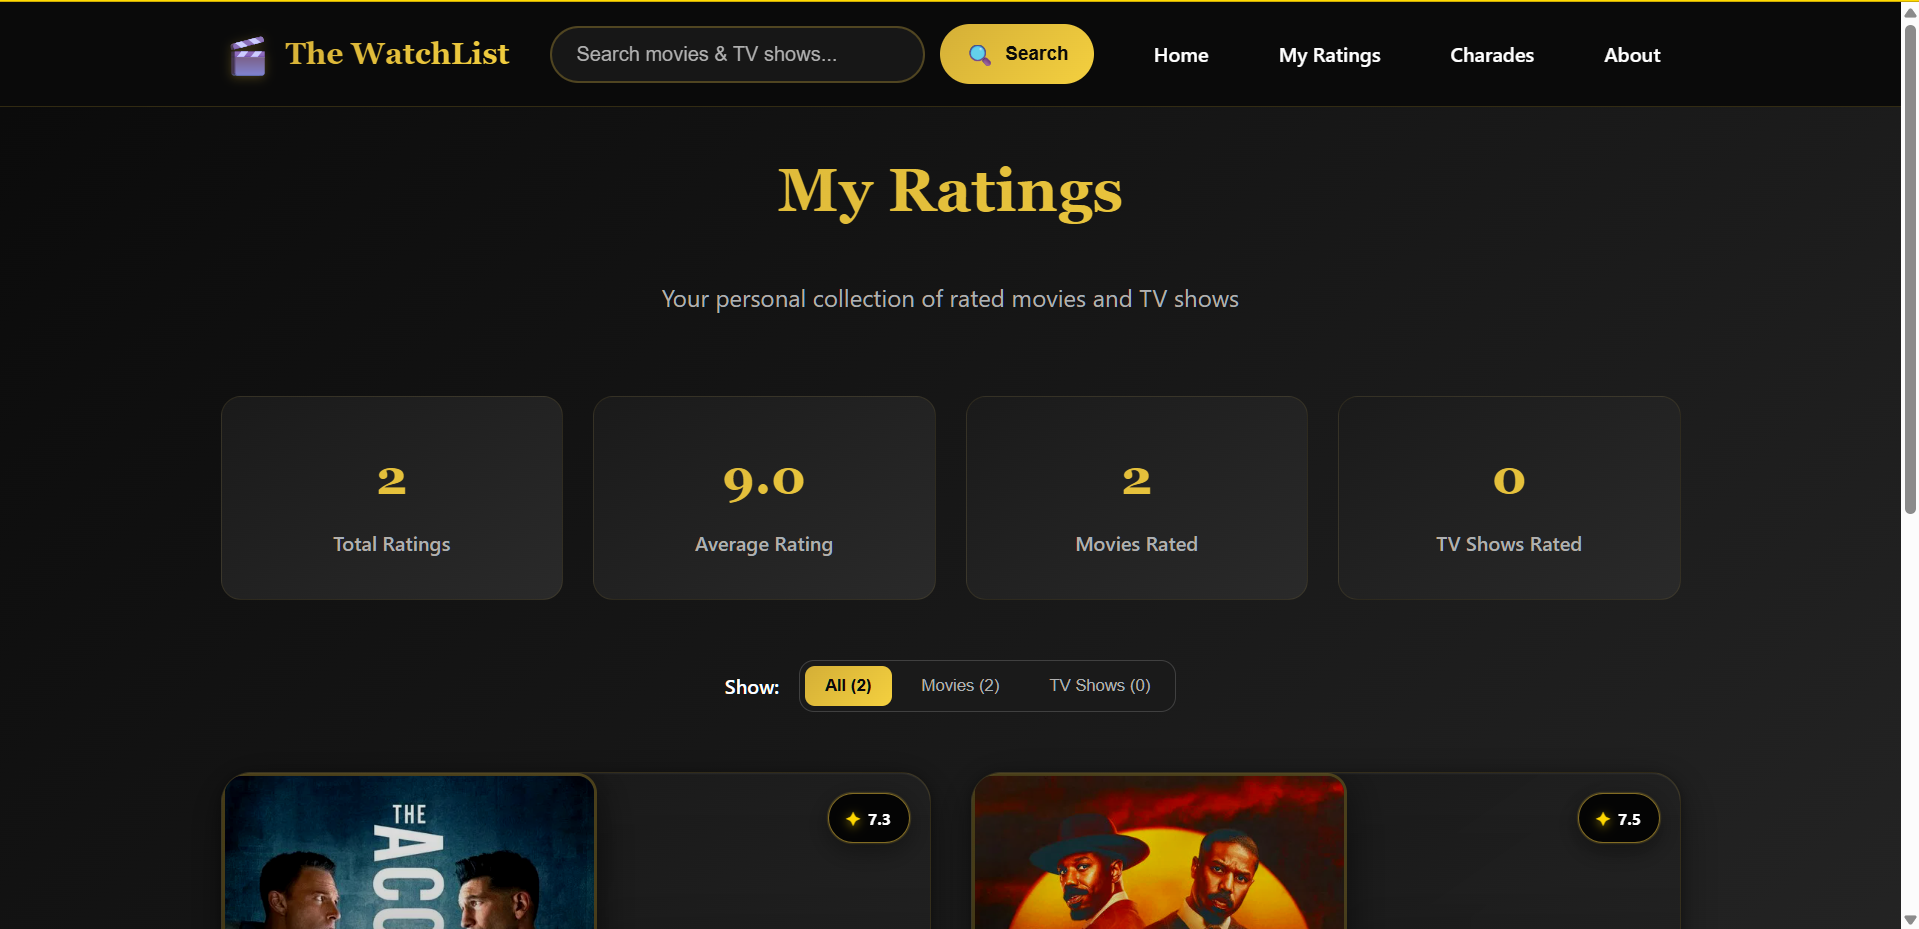 The WatchList
Search movies & TV shows...
Search
Home
My Ratings
Charades
About
My Ratings
Your personal collection of rated movies and TV shows
2
Total Ratings
9.0
Average Rating
2
Movies Rated
0
TV Shows Rated
Show:
All (2)
Movies (2)
TV Shows (0)
THE
ACCO
7.3
7.5